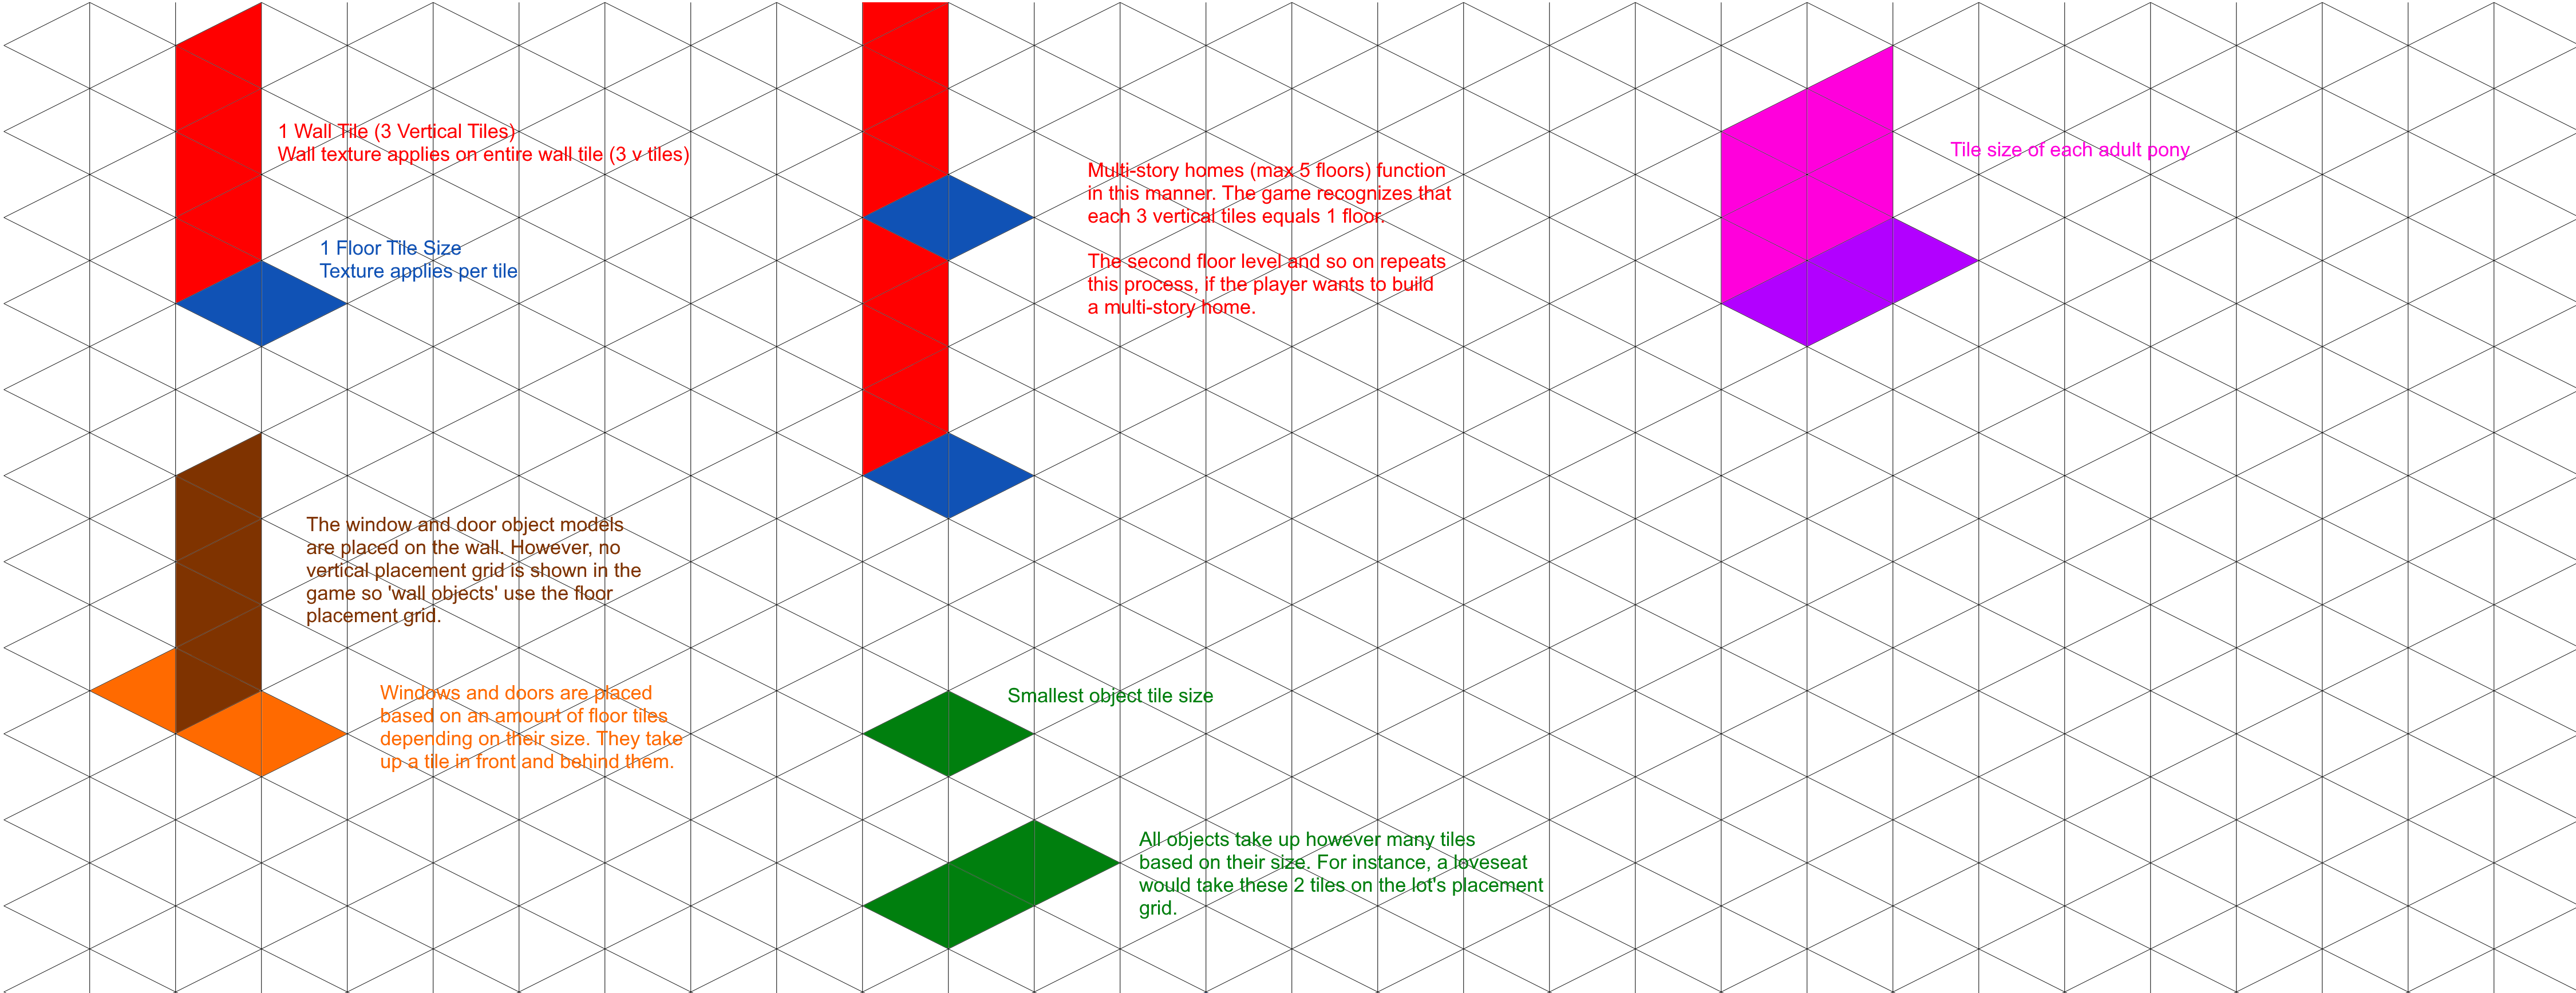 1 Wall Tile (3 Vertical Tiles)
Wall texture applies on entire wall tile (3 v tiles)
1 Floor Tile Size
Texture applies per tile
Multi-story homes (max 5 floors) function
in this manner. The game recognizes that
each 3 vertical tiles equals 1 floor.
The second floor level and so on repeats
this process, if the player wants to build
a multi-story home.
Tile size of each adult pony
The window and door object models
are placed on the wall. However, no
vertical placement grid is shown in the
game so 'wall objects' use the floor
placement grid.
Windows and doors are placed
based on an amount of floor tiles
depending on their size. They take
up a tile in front and behind them.
Smallest object tile size
All objects take up however many tiles
based on their size. For instance, a loveseat
would take these 2 tiles on the lot's placement
grid.